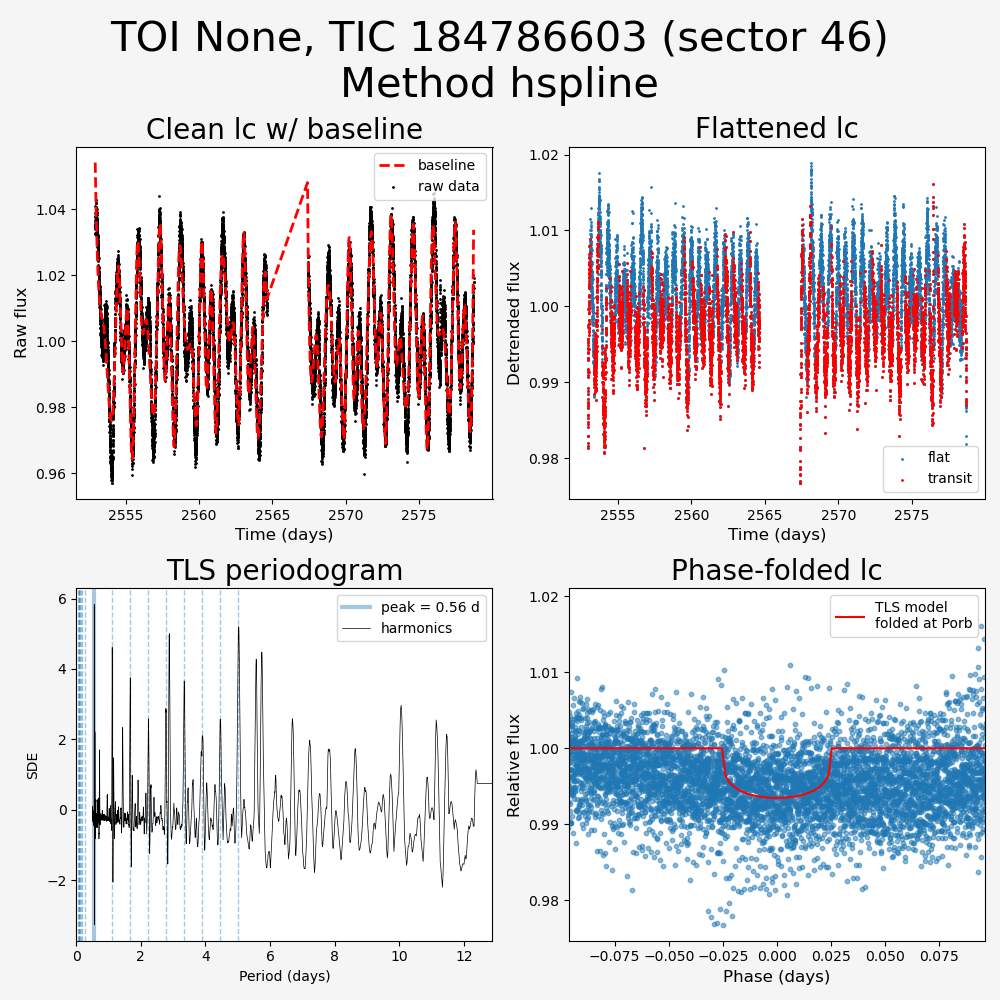 TOI None, TIC 184786603 (sector 46)
Method hspline
Clean lc w/ baseline
Raw flux
1.04
1.02
1.00
0.98
0.96
baseline
raw data
2555
2560
2565
2570
2575
Time (days)
Flattened lc
Detrended flux
1.02
1.01
1.00
0.99
0.98
flat
transit
2555
2560
2565
2570
2575
Time (days)
TLS periodogram
SDE
6
4
2
0
−2
peak = 0.56 d
harmonics
0
2
4
6
8
10
12
Period (days)
Phase-folded lc
Relative flux
1.02
1.01
1.00
0.99
0.98
TLS model
folded at Porb
−0.075
−0.050
−0.025
0.000
0.025
0.050
0.075
Phase (days)